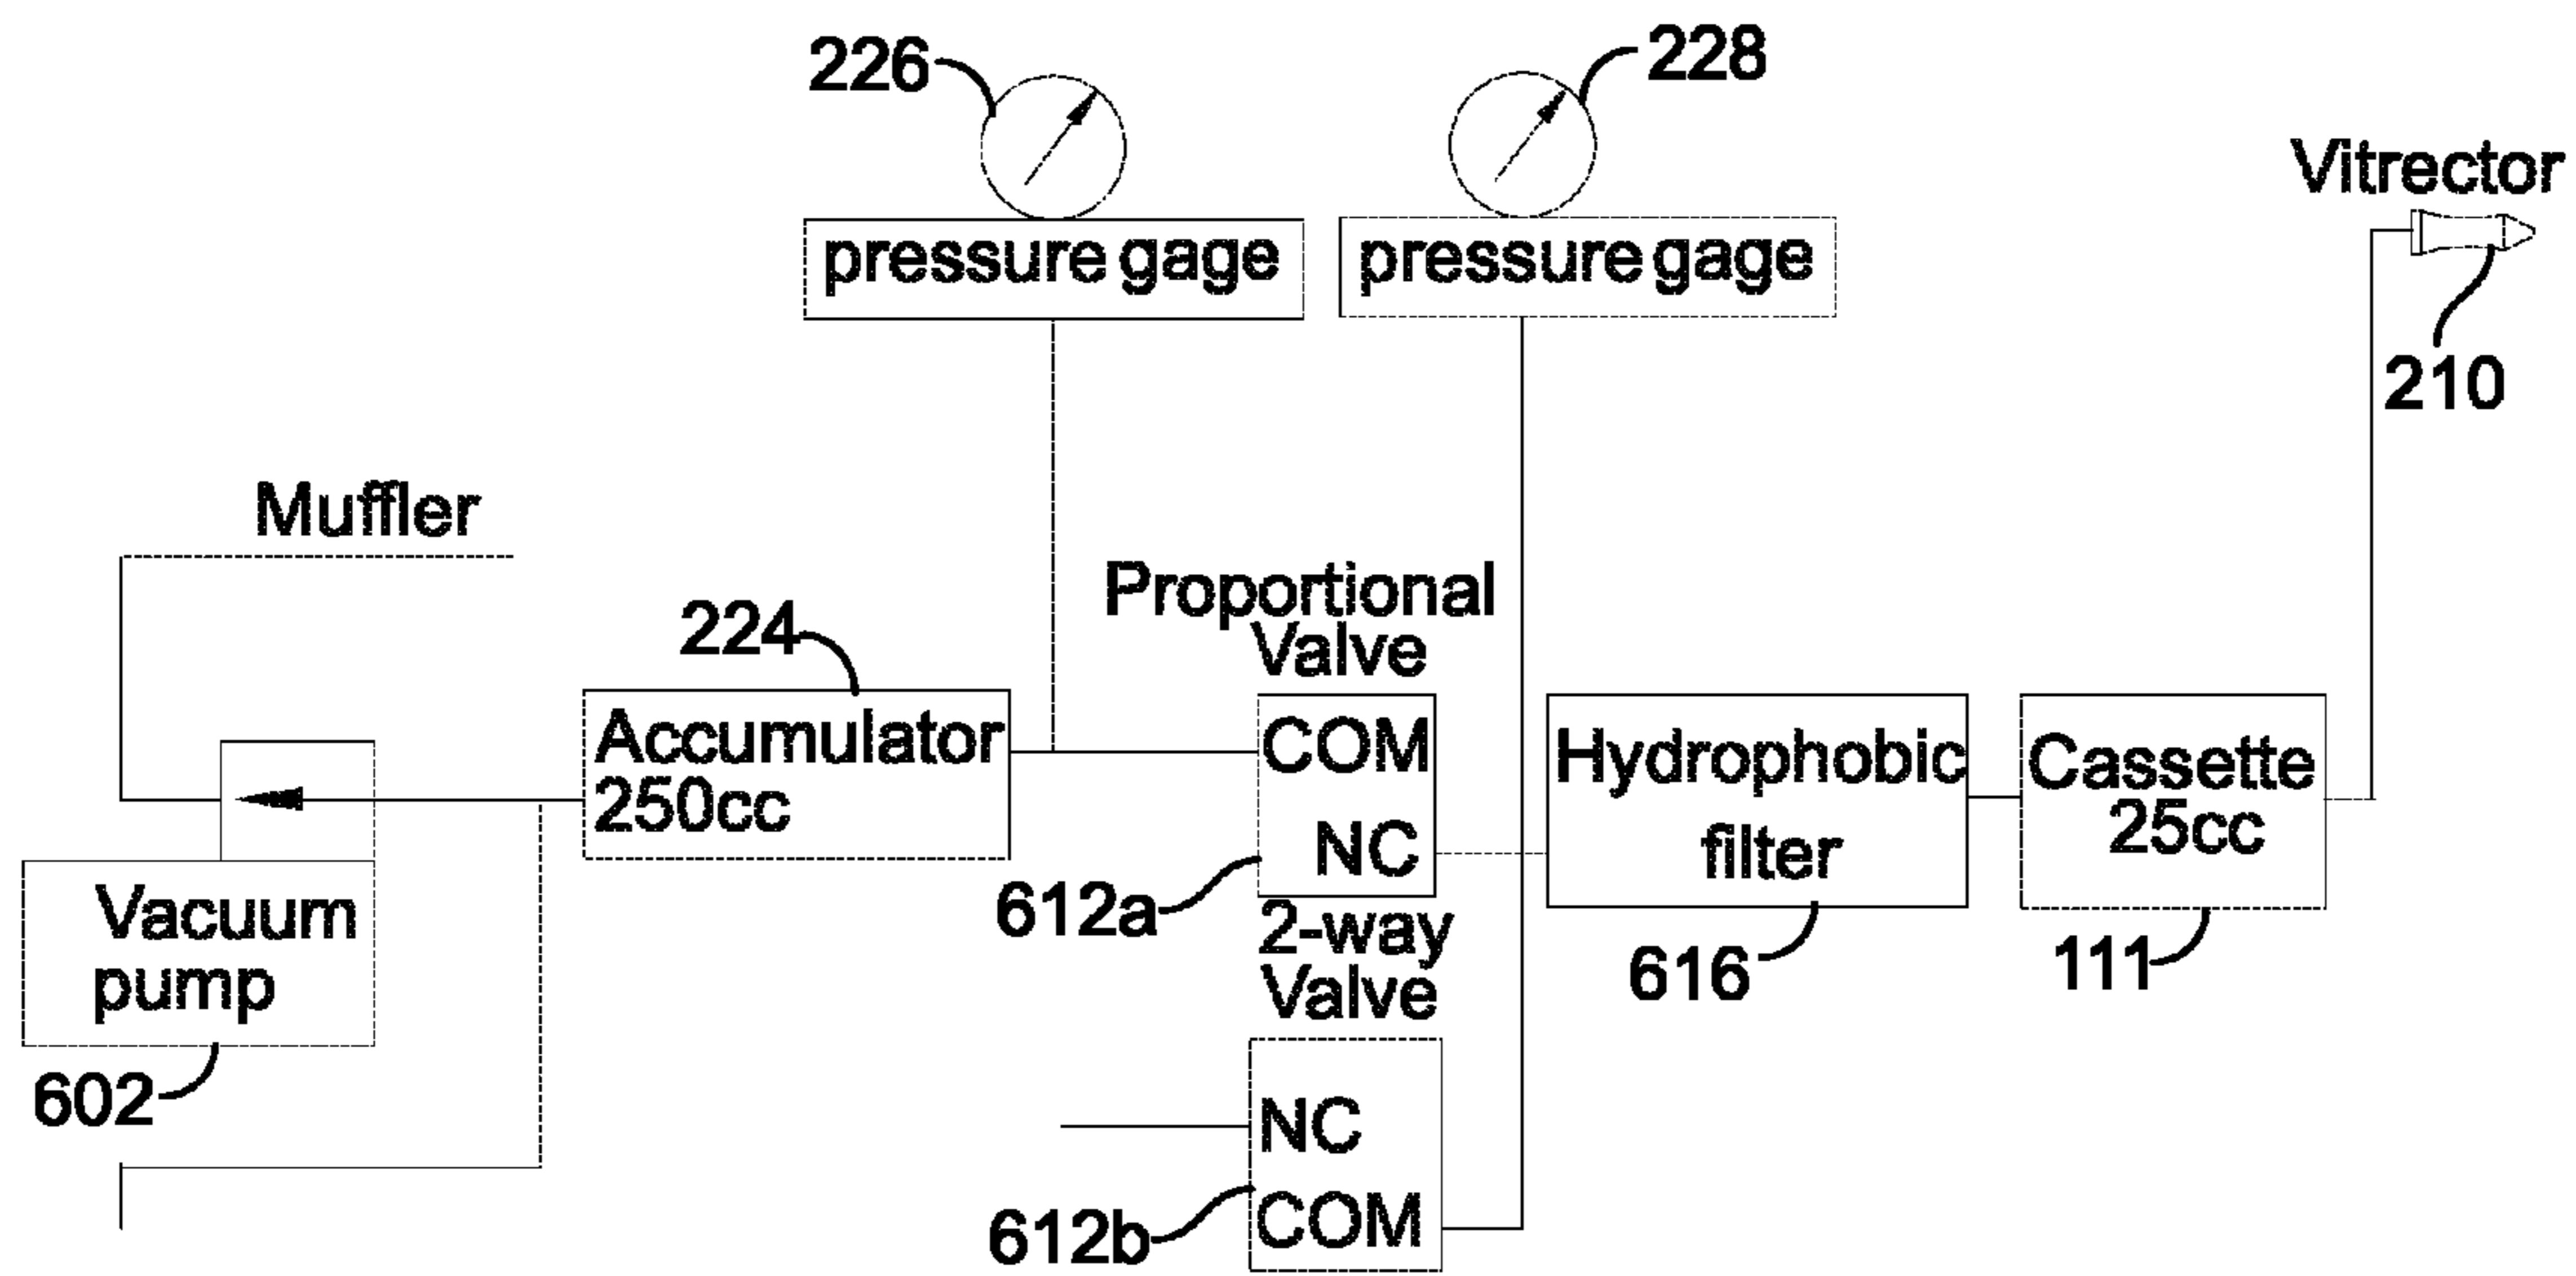 226
228
pressure gage
pressure gage
Vitrector
210
Muffler
224
Accumulator
250cc
Proportional
Valve
COM
NC
612a
Hydrophobic
filter
616
Cassette
25cc
111
Vacuum
pump
602
2-way
Valve
NC
COM
612b